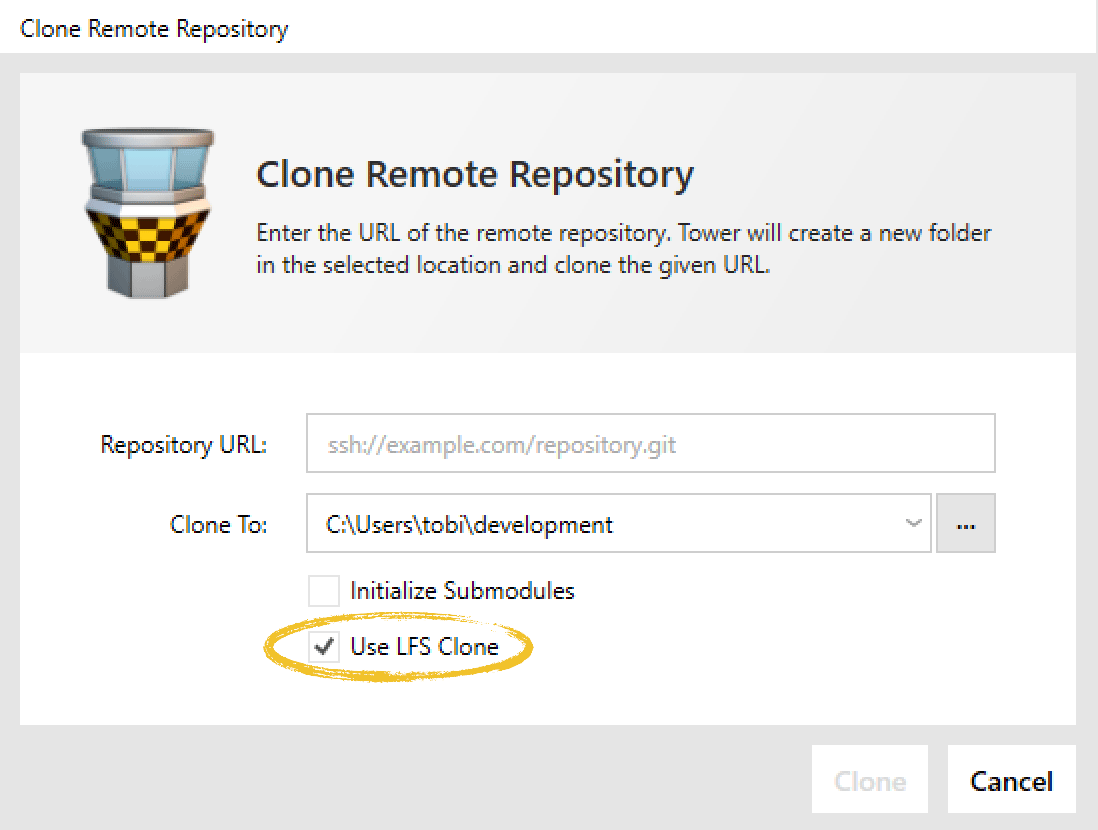 Clone Remote Repository
Clone Remote Repository
Enter the URL of the remote repository. Tower will create a new folder
in the selected location and clone the given URL.
Repository URL: ssh://example.com/repository.git
Clone To: C:\Users\tobi\development ...
Initialize Submodules
Use LFS Clone
Clone Cancel